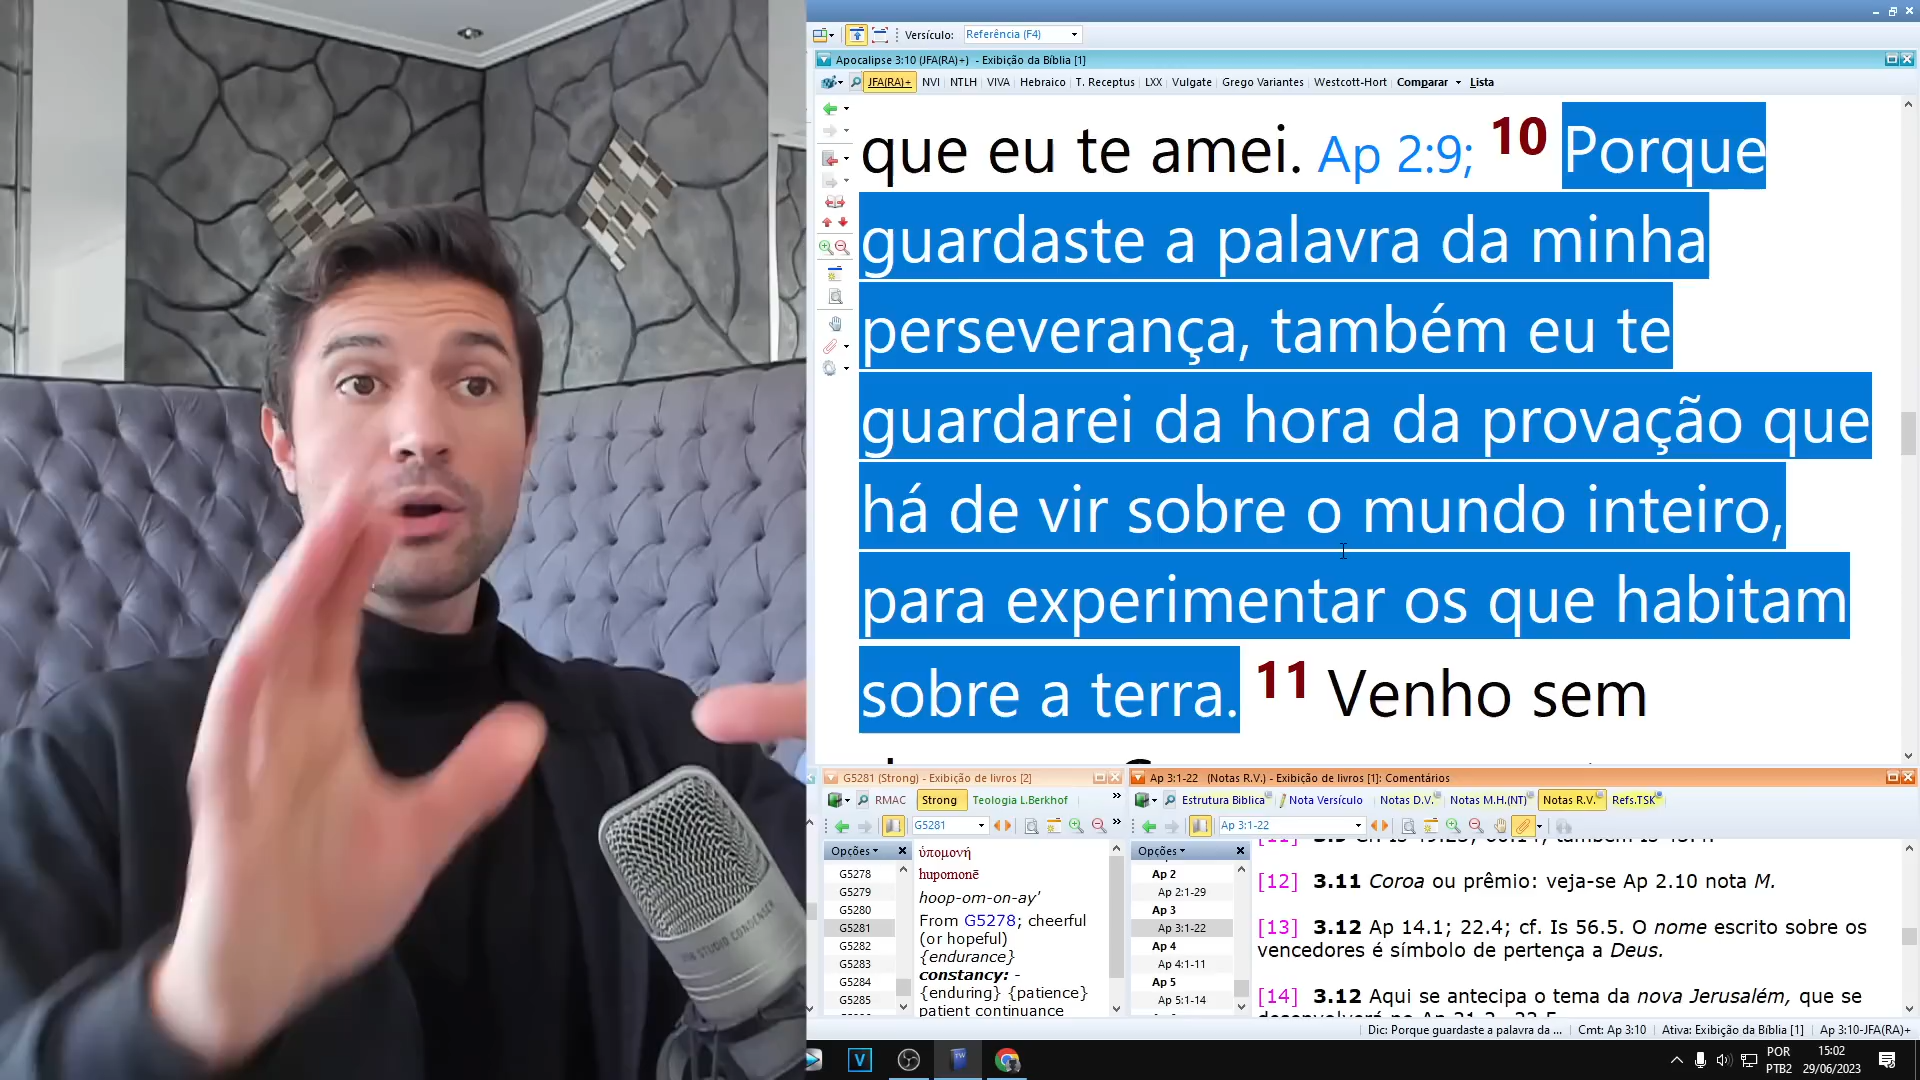 Versículo: Referência (F4)
Apocalipse 3:10 (JFA(RA)+) - Exibição da Bíblia [1]
JFA(RA)+ NVI NTLH VIVA Hebraico T. Receptus LXX Vulgate Grego Variantes Westcott-Hort Comparar Lista
que eu te amei. Ap 2:9; 10 Porque
guardaste a palavra da minha
perseverança, também eu te
guardarei da hora da provação que
há de vir sobre o mundo inteiro,
para experimentar os que habitam
sobre a terra. 11 Venho sem
G5281 (Strong) - Exibição de livros [2]
RMAC Strong Teologia L.Berkhof »
G5281 »
Opções
G5278
G5279
G5280
G5281
G5282
G5283
G5284
G5285
ὑπομονή
hupomonē
hoop-om-on-ay'
From G5278; cheerful
(or hopeful)
{endurance}
constancy: -
{enduring} {patience}
patient continuance
Ap 3:1-22 (Notas R.V.) - Exibição de livros [1]: Comentários
Estrutura Bíblica Nota Versículo Notas D.V. Notas M.H.(NT) Notas R.V. Refs.TSK
Ap 3:1-22
Opções
Ap 2
Ap 2:1-29
Ap 3
Ap 3:1-22
Ap 4
Ap 4:1-11
Ap 5
Ap 5:1-14
[12] 3.11 Coroa ou prêmio: veja-se Ap 2.10 nota M.
[13] 3.12 Ap 14.1; 22.4; cf. Is 56.5. O nome escrito sobre os
vencedores é símbolo de pertença a Deus.
[14] 3.12 Aqui se antecipa o tema da nova Jerusalém, que se
Dic: Porque guardaste a palavra da ... Cmt: Ap 3:10 Ativa: Exibição da Bíblia [1] Ap 3:10-JFA(RA)+
V TW
POR
PTB2
15:02
29/06/2023
STUDIO CONDENSER